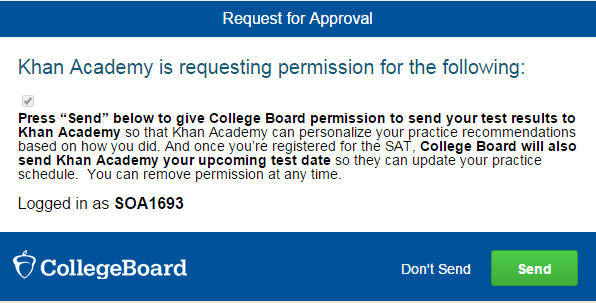 Request for Approval
Khan Academy is requesting permission for the following:
Press “Send” below to give College Board permission to send your test results to
Khan Academy so that Khan Academy can personalize your practice recommendations
based on how you did. And once you're registered for the SAT, College Board will also
send Khan Academy your upcoming test date so they can update your practice
schedule. You can remove permission at any time.
Logged in as SOA1693
CollegeBoard
Don't Send
Send